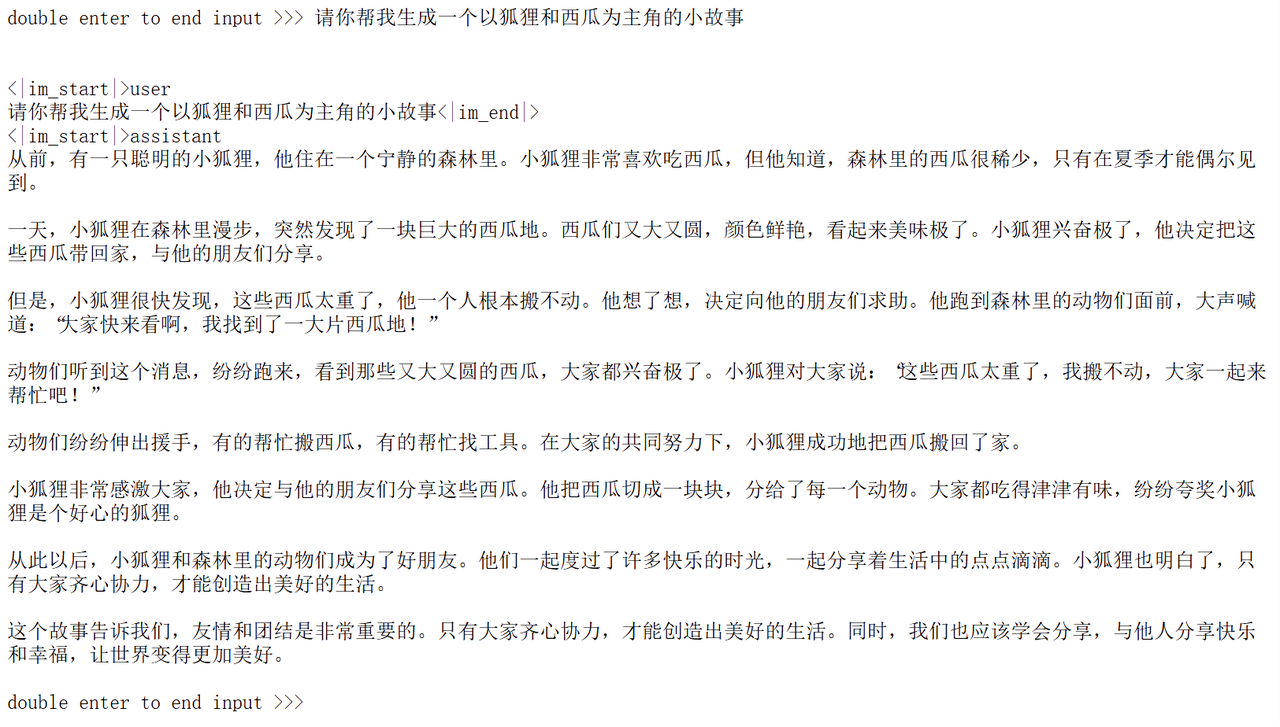 double enter to end input >>> 请你帮我生成一个以狐狸和西瓜为主角的小故事
<|im_start|>user
请你帮我生成一个以狐狸和西瓜为主角的小故事<|im_end|>
<|im_start|>assistant
从前，有一只聪明的小狐狸，他住在一个宁静的森林里。小狐狸非常喜欢吃西瓜，但他知道，森林里的西瓜很稀少，只有在夏季才能偶尔见
到。
一天，小狐狸在森林里漫步，突然发现了一块巨大的西瓜地。西瓜们又大又圆，颜色鲜艳，看起来美味极了。小狐狸兴奋极了，他决定把这
些西瓜带回家，与他的朋友们分享。
但是，小狐狸很快发现，这些西瓜太重了，他一个人根本搬不动。他想了想，决定向他的朋友们求助。他跑到森林里的动物们面前，大声喊
道：“大家快来看啊，我找到了一大片西瓜地！”
动物们听到这个消息，纷纷跑来，看到那些又大又圆的西瓜，大家都兴奋极了。小狐狸对大家说：“这些西瓜太重了，我搬不动，大家一起来
帮忙吧！”
动物们纷纷伸出援手，有的帮忙搬西瓜，有的帮忙找工具。在大家的共同努力下，小狐狸成功地把西瓜搬回了家。
小狐狸非常感激大家，他决定与他的朋友们分享这些西瓜。他把西瓜切成一块块，分给了每一个动物。大家都吃得津津有味，纷纷夸奖小狐
狸是个好心的狐狸。
从此以后，小狐狸和森林里的动物们成为了好朋友。他们一起度过了许多快乐的时光，一起分享着生活中的点点滴滴。小狐狸也明白了，只
有大家齐心协力，才能创造出美好的生活。
这个故事告诉我们，友情和团结是非常重要的。只有大家齐心协力，才能创造出美好的生活。同时，我们也应该学会分享，与他人分享快乐
和幸福，让世界变得更加美好。
double enter to end input >>>